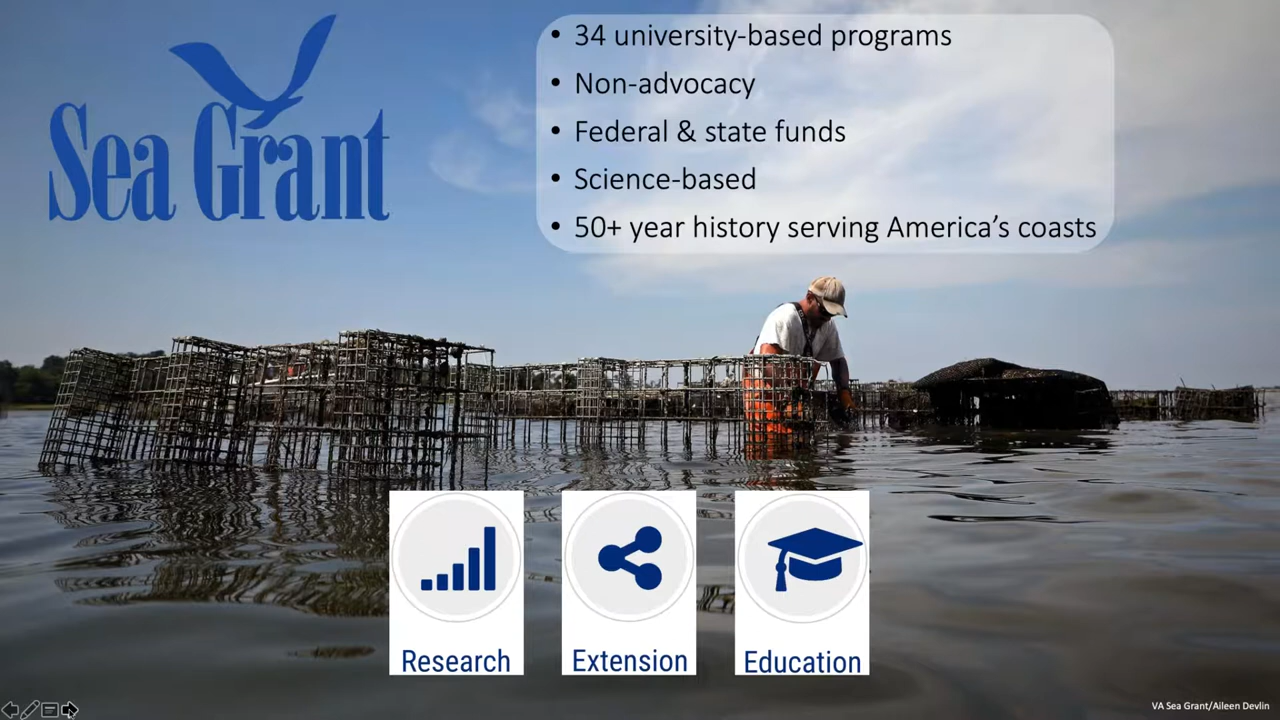 Sea Grant
• 34 university-based programs
• Non-advocacy
• Federal & state funds
• Science-based
• 50+ year history serving America’s coasts
Research
Extension
Education
VA Sea Grant/Aileen Devlin